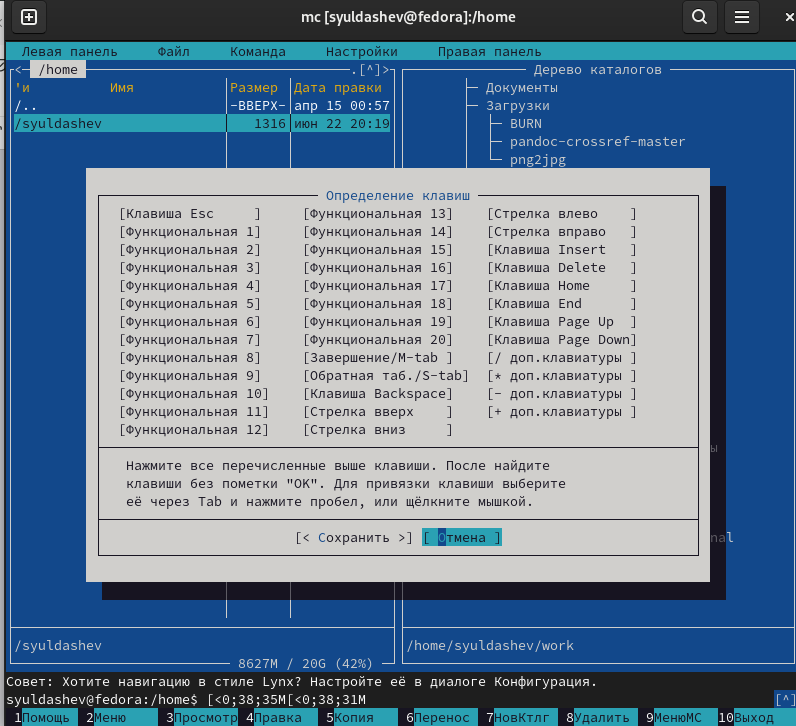 mc [syuldashev@fedora]:/home
Левая панель Файл Команда Настройки Правая панель
<— /home .[^]> Дерево каталогов
'и Имя Размер Дата правки Документы
/.. -ВВЕРХ- апр 15 00:57 Загрузки
/syuldashev 1316 июн 22 20:19 BURN
pandoc-crossref-master
png2jpg
Определение клавиш
[Клавиша Esc ] [Функциональная 13] [Стрелка влево ]
[Функциональная 1] [Функциональная 14] [Стрелка вправо ]
[Функциональная 2] [Функциональная 15] [Клавиша Insert ]
[Функциональная 3] [Функциональная 16] [Клавиша Delete ]
[Функциональная 4] [Функциональная 17] [Клавиша Home ]
[Функциональная 5] [Функциональная 18] [Клавиша End ]
[Функциональная 6] [Функциональная 19] [Клавиша Page Up ]
[Функциональная 7] [Функциональная 20] [Клавиша Page Down]
[Функциональная 8] [Завершение/M-tab ] [/ доп.клавиатуры ]
[Функциональная 9] [Обратная таб./S-tab] [* доп.клавиатуры ]
[Функциональная 10] [Клавиша Backspace] [- доп.клавиатуры ]
[Функциональная 11] [Стрелка вверх ] [+ доп.клавиатуры ]
[Функциональная 12] [Стрелка вниз ]
ы
Нажмите все перечисленные выше клавиши. После найдите
клавиши без пометки "OK". Для привязки клавиши выберите
её через Tab и нажмите пробел, или щёлкните мышкой.
[< Сохранить >] [ Отмена ] nal
/syuldashev /home/syuldashev/work
8627M / 20G (42%)
Совет: Хотите навигацию в стиле Lynx? Настройте её в диалоге Конфигурация.
syuldashev@fedora:/home$ [<0;38;35M[<0;38;31M [^]
1Помощь 2Меню 3Просмотр 4Правка 5Копия 6Перенос 7НовКтлг 8Удалить 9МенюМС 10Выход